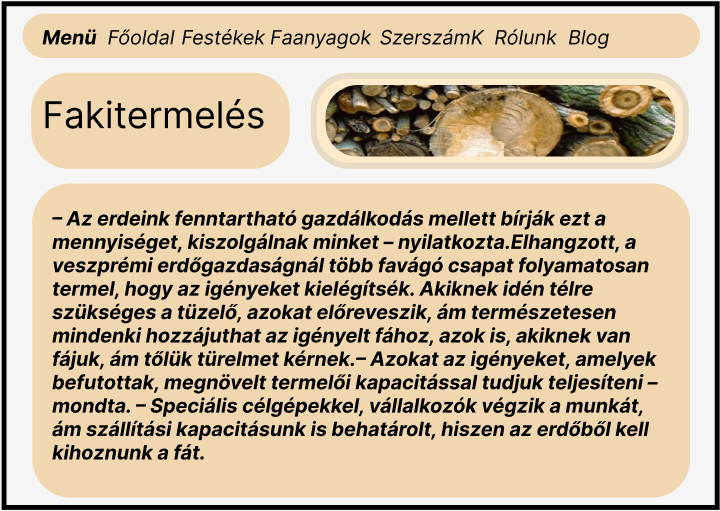 Menü Főoldal Festékek Faanyagok SzerszámK Rólunk Blog
Fakitermelés
– Az erdeink fenntartható gazdálkodás mellett bírják ezt a
mennyiséget, kiszolgálnak minket – nyilatkozta.Elhangzott, a
veszprémi erdőgazdaságnál több favágó csapat folyamatosan
termel, hogy az igényeket kielégítsék. Akiknek idén télre
szükséges a tüzelő, azokat előreveszik, ám természetesen
mindenki hozzájuthat az igényelt fához, azok is, akiknek van
fájuk, ám tőlük türelmet kérnek.– Azokat az igényeket, amelyek
befutottak, megnövelt termelői kapacitással tudjuk teljesíteni –
mondta. – Speciális célgépekkel, vállalkozók végzik a munkát,
ám szállítási kapacitásunk is behatárolt, hiszen az erdőből kell
kihoznunk a fát.